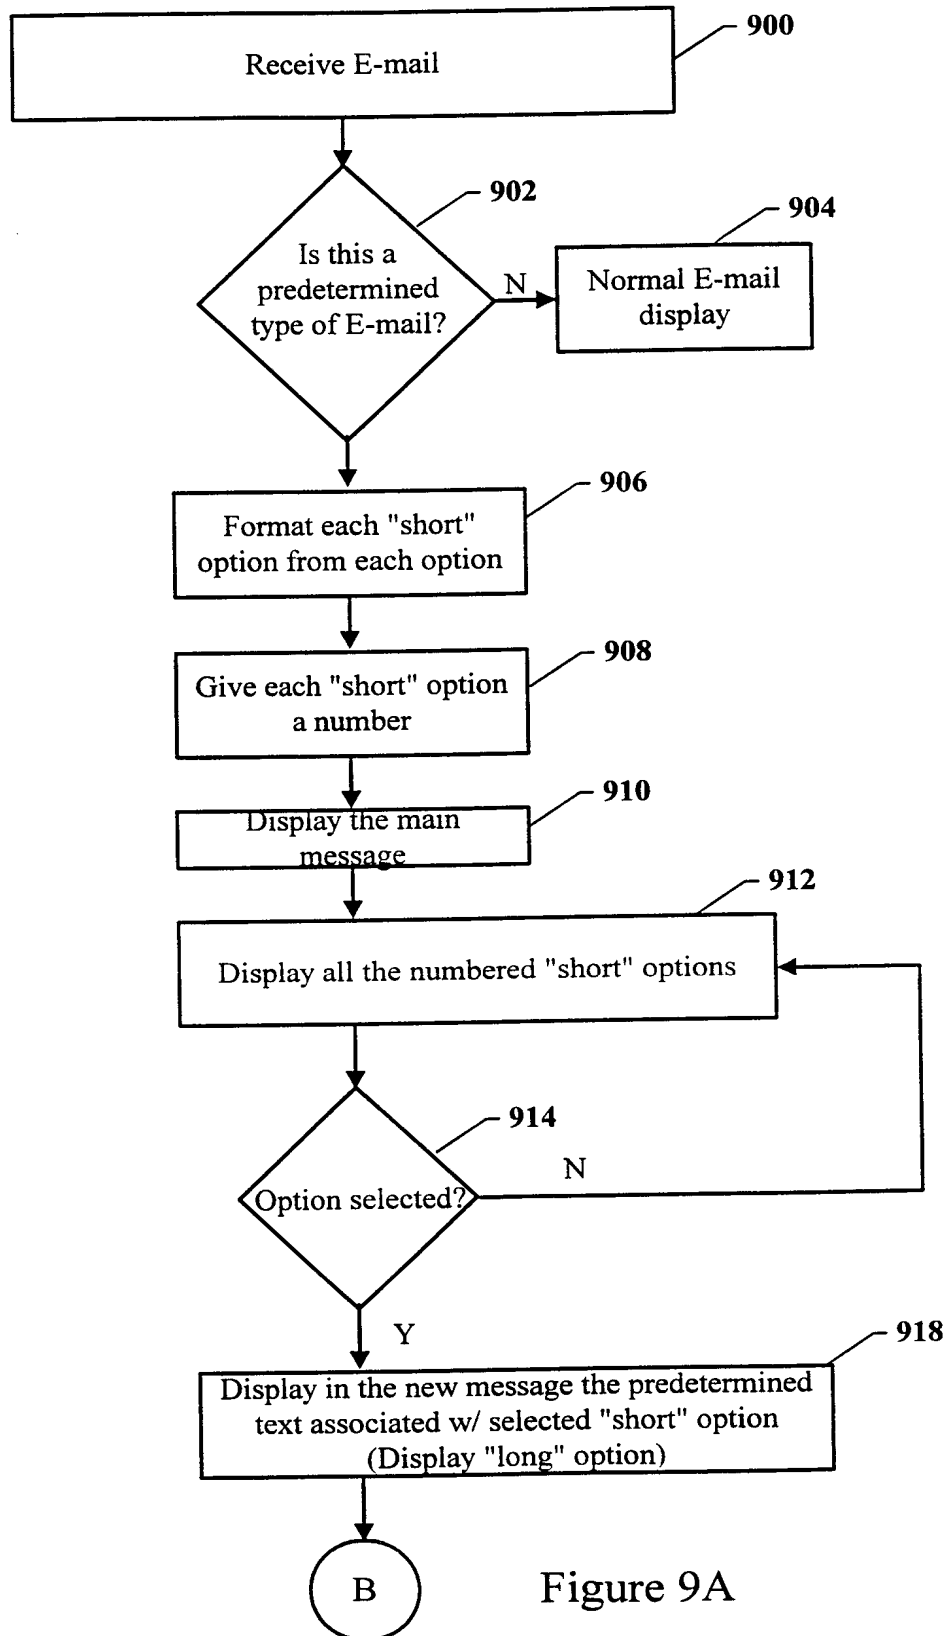 900
Receive E-mail
902
904
Is this a
predetermined
type of E-mail?
N
Normal E-mail
display
906
Format each "short"
option from each option
908
Give each "short" option
a number
910
Display the main
message
912
Display all the numbered "short" options
914
N
Option selected?
Y
918
Display in the new message the predetermined
text associated w/ selected "short" option
(Display "long" option)
B
Figure 9A